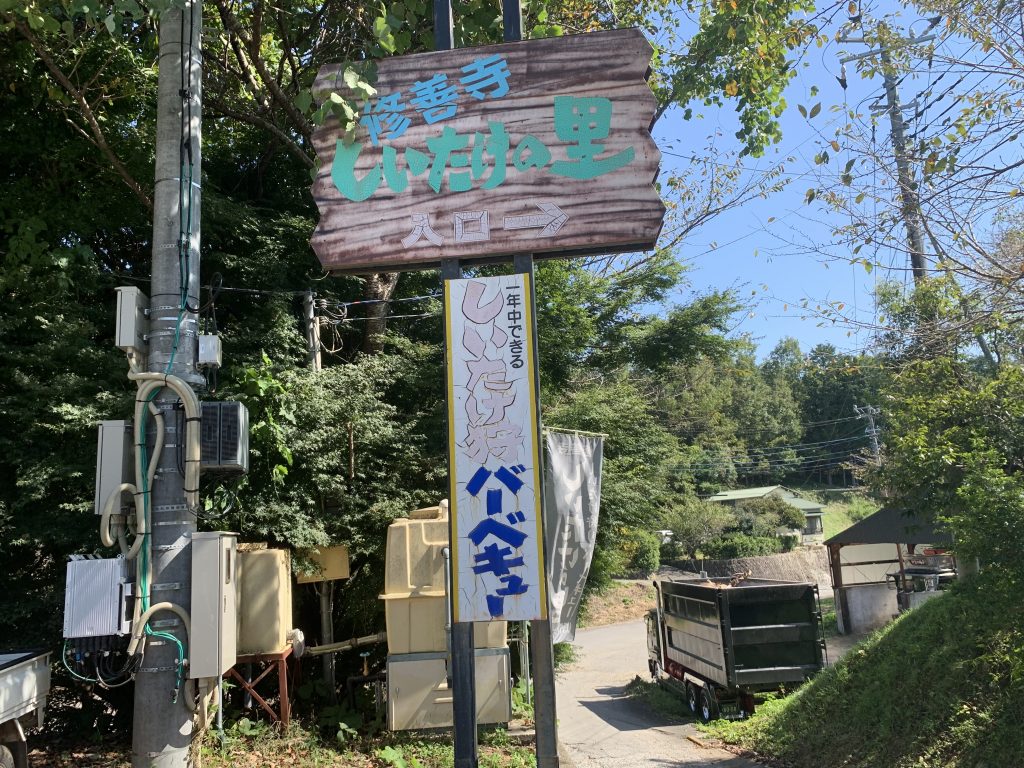 修善寺
しいたけの里
入口→
一年中できる
しいたけ狩
バーベキュー